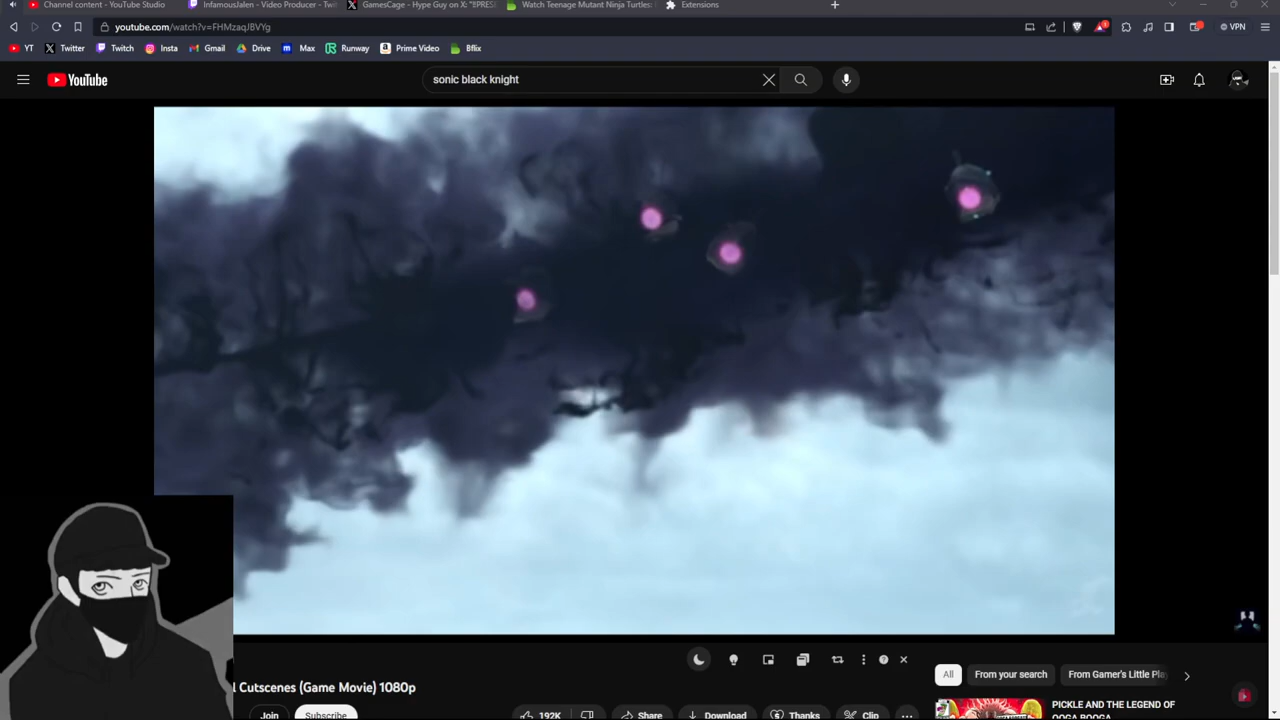 Channel content - YouTube Studio
InfamousJalen - Video Producer - Tw
GamesCage - Hype Guy on X: "EPRES
Watch Teenage Mutant Ninja Turtles:
Extensions
youtube.com/watch?v=FHMzaqJBVYg
VPN
YT Twitter Twitch Insta Gmail Drive Max Runway Prime Video Bflix
YouTube
sonic black knight
l Cutscenes (Game Movie) 1080p
All From your search From Gamer's Little Pla
Join Subscribe 192K Share Download Thanks Clip
PICKLE AND THE LEGEND OF
OOGA BOOGA